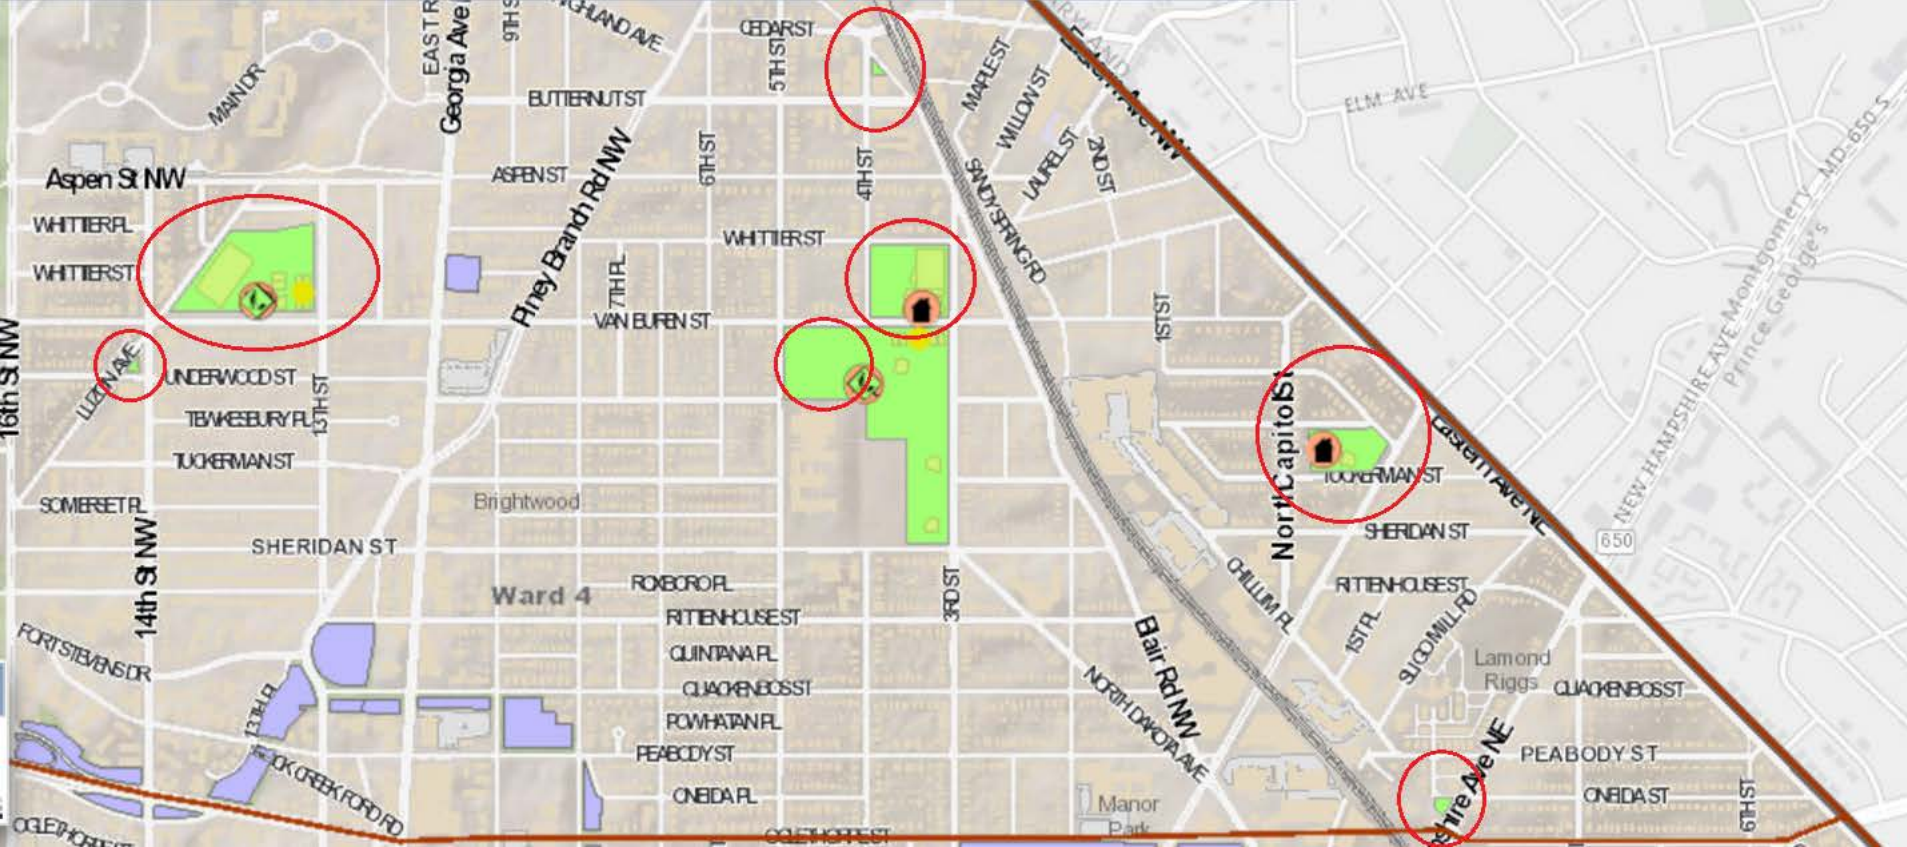 CEDAR ST
EAST R
Georgia Ave
9TH S
HIGHLAND AVE
5TH ST
MAPLE ST
WILLOW ST
MARYLAND
Eastern Ave NW
ELM AVE
MAIN DR
BUTTERNUT ST
LAUREL ST
2ND ST
NEW HAMPSHIRE AVE
MD-650 S
Montgomery
Prince George's
Aspen St NW
ASPEN ST
6TH ST
4TH ST
SANDY SPRING RD
WHITTIER PL
WHITTIER ST
WHITTIER ST
Piney Branch Rd NW
7TH PL
VAN BUREN ST
1ST ST
16th St NW
LUZON AVE
UNDERWOOD ST
13TH ST
TEWKESBURY PL
TUCKERMAN ST
North Capitol St
TUCKERMAN ST
Eastern Ave NE
SOMERSET PL
Brightwood
SHERIDAN ST
650
SHERIDAN ST
14th St NW
Ward 4
ROXBORO PL
3RD ST
CHILLUM PL
RITTENHOUSE ST
RITTENHOUSE ST
1ST PL
SLIGO MILL RD
FORT STEVENS DR
QUINTANA PL
Blair Rd NW
Lamond
Riggs
QUACKENBOS ST
QUACKENBOS ST
NORTH DAKOTA AVE
13TH PL
POWHATAN PL
PEABODY ST
PEABODY ST
OCK CREEK FORD RD
ONEIDA PL
ONEIDA ST
6TH ST
Manor
Park
pshire Ave NE
OGLETHORPE ST
OGLETHORPE ST